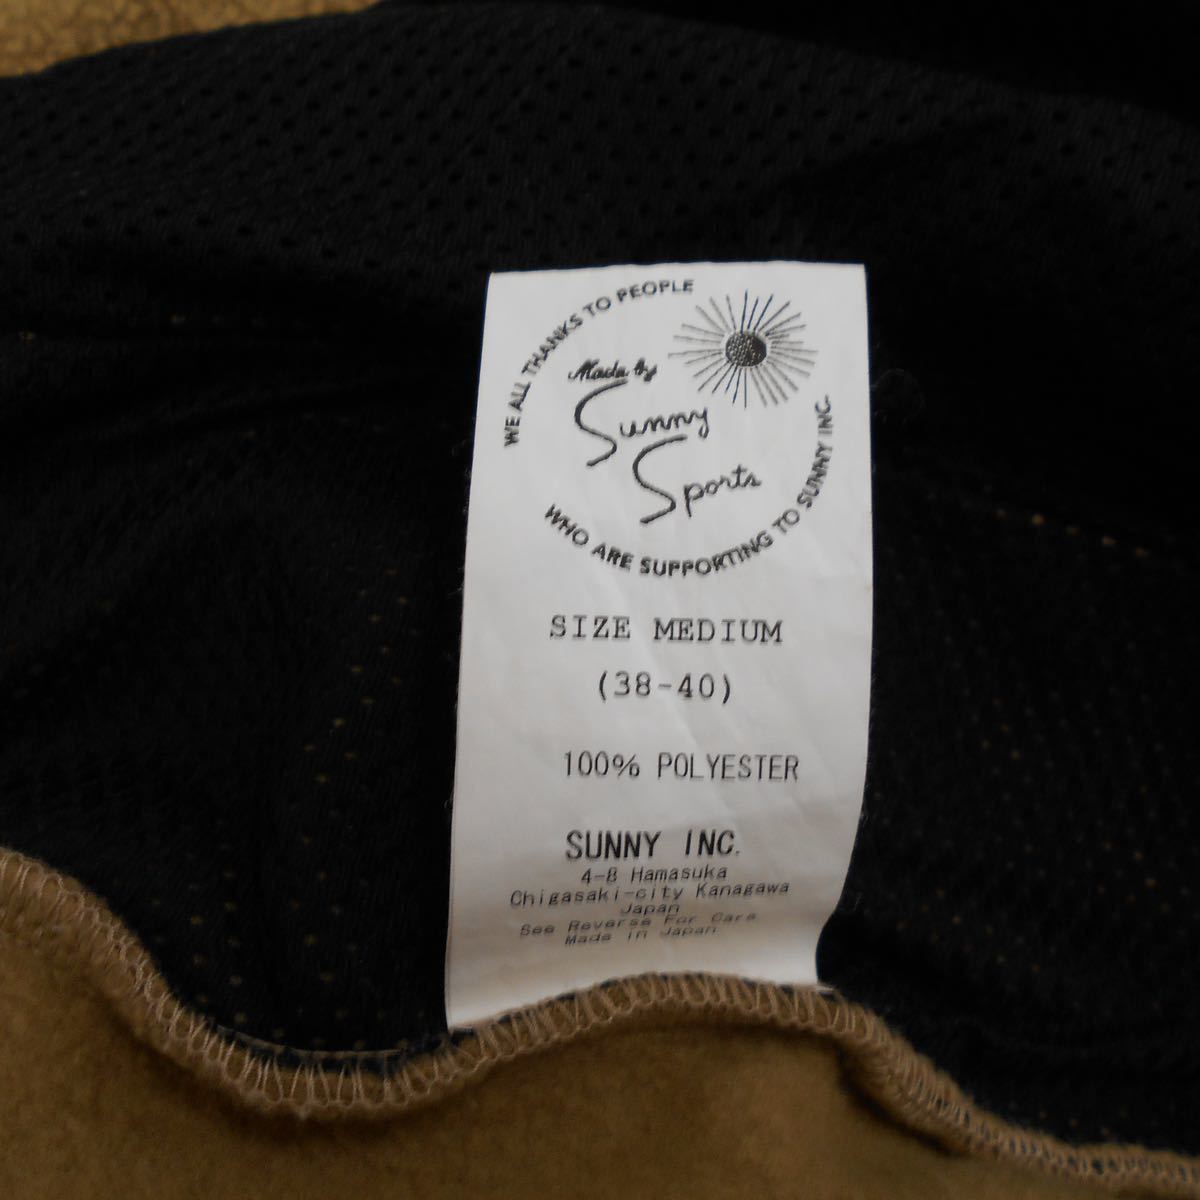 WE ALL THANKS TO PEOPLE
Made by
Sunny
Sports
WHO ARE SUPPORTING TO SUNNY INC.
SIZE MEDIUM
(38-40)
100% POLYESTER
SUNNY INC.
4-8 Hamasuka
Chigasaki-city Kanagawa
Japan
See Reverse For Care
Made in Japan